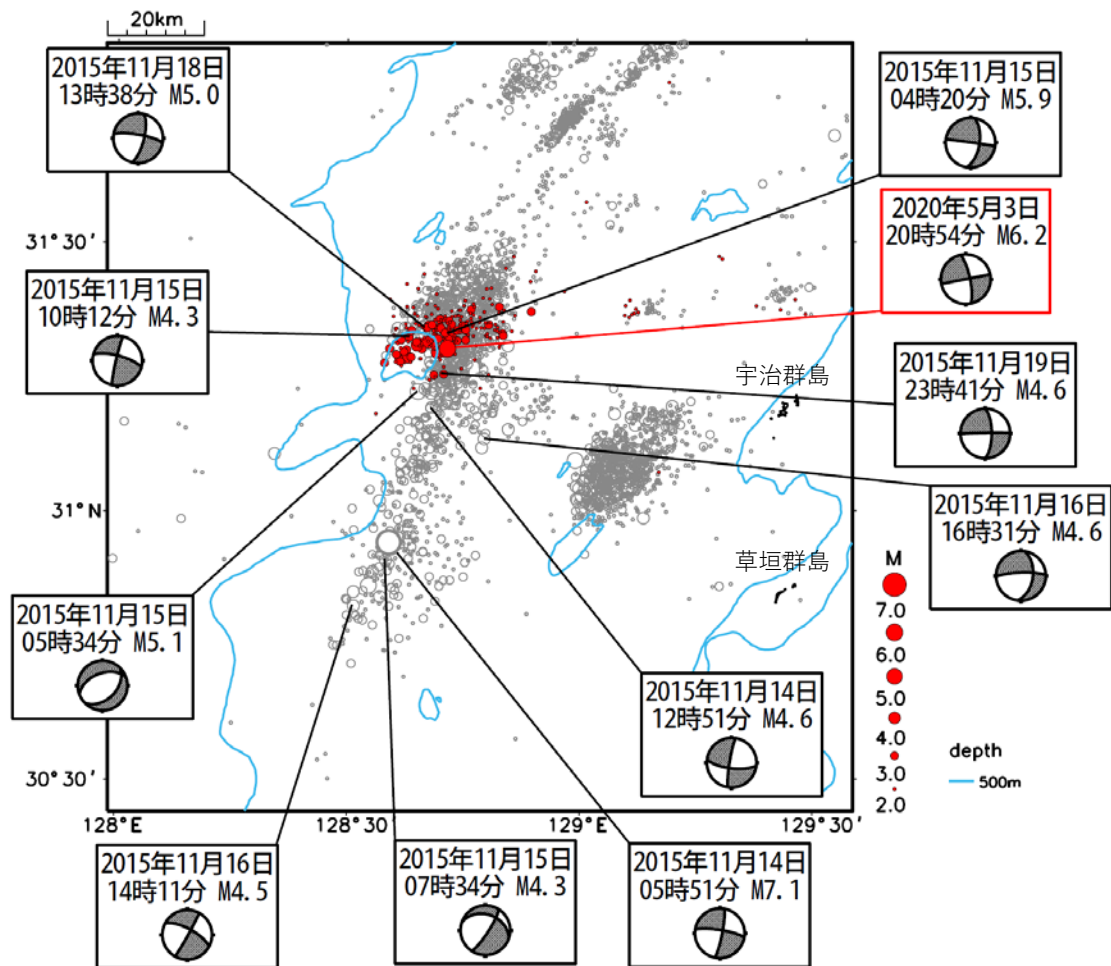 20km
2015年11月18日
13時38分 M5.0
2015年11月15日
04時20分 M5.9
2020年5月3日
20時54分 M6.2
31°30′
2015年11月15日
10時12分 M4.3
宇治群島
2015年11月19日
23時41分 M4.6
31°N
2015年11月16日
16時31分 M4.6
草垣群島
M
7.0
6.0
5.0
4.0
3.0
2.0
depth
500m
2015年11月15日
05時34分 M5.1
2015年11月14日
12時51分 M4.6
30°30′
128°E
128°30′
129°E
129°30′
2015年11月16日
14時11分 M4.5
2015年11月15日
07時34分 M4.3
2015年11月14日
05時51分 M7.1